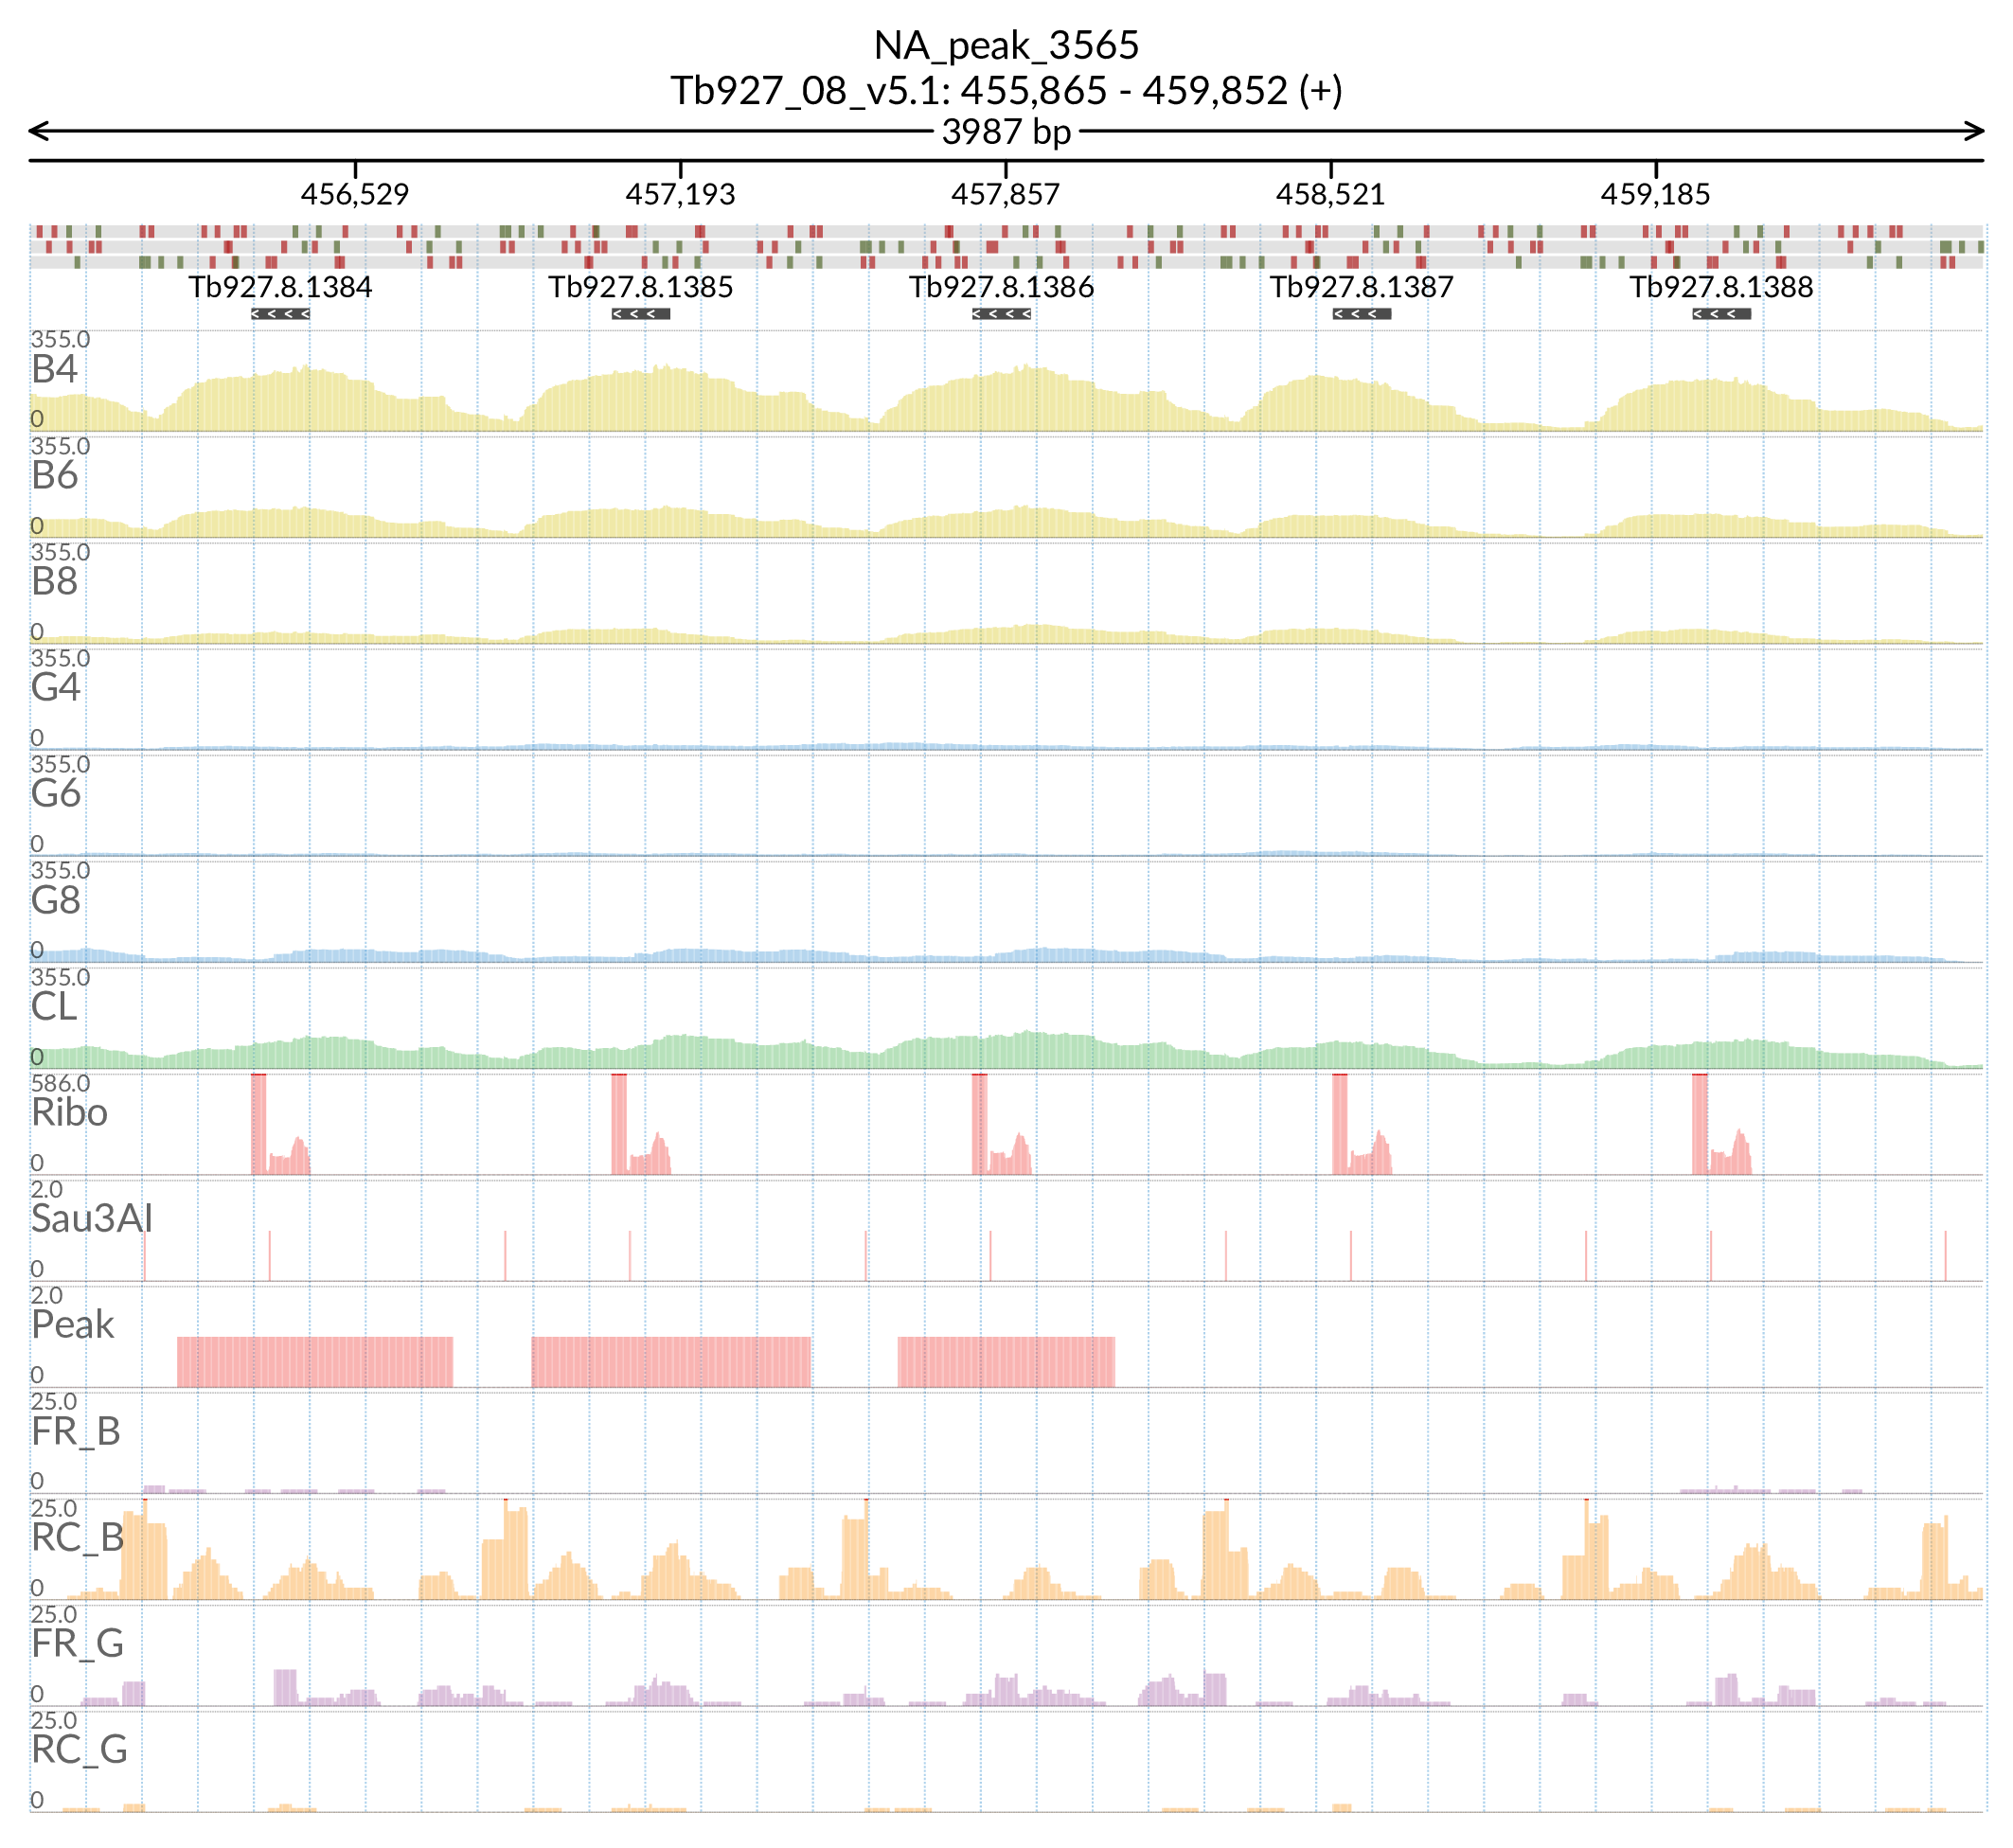 NA_peak_3565
Tb927_08_v5.1: 455,865 - 459,852 (+)
3987 bp
456,529 457,193 457,857 458,521 459,185
Tb927.8.1384 Tb927.8.1385 Tb927.8.1386 Tb927.8.1387 Tb927.8.1388
355.0
B4
0
355.0
B6
0
355.0
B8
0
355.0
G4
0
355.0
G6
0
355.0
G8
0
355.0
CL
0
586.0
Ribo
0
2.0
Sau3AI
0
2.0
Peak
0
25.0
FR_B
0
25.0
RC_B
0
25.0
FR_G
0
25.0
RC_G
0